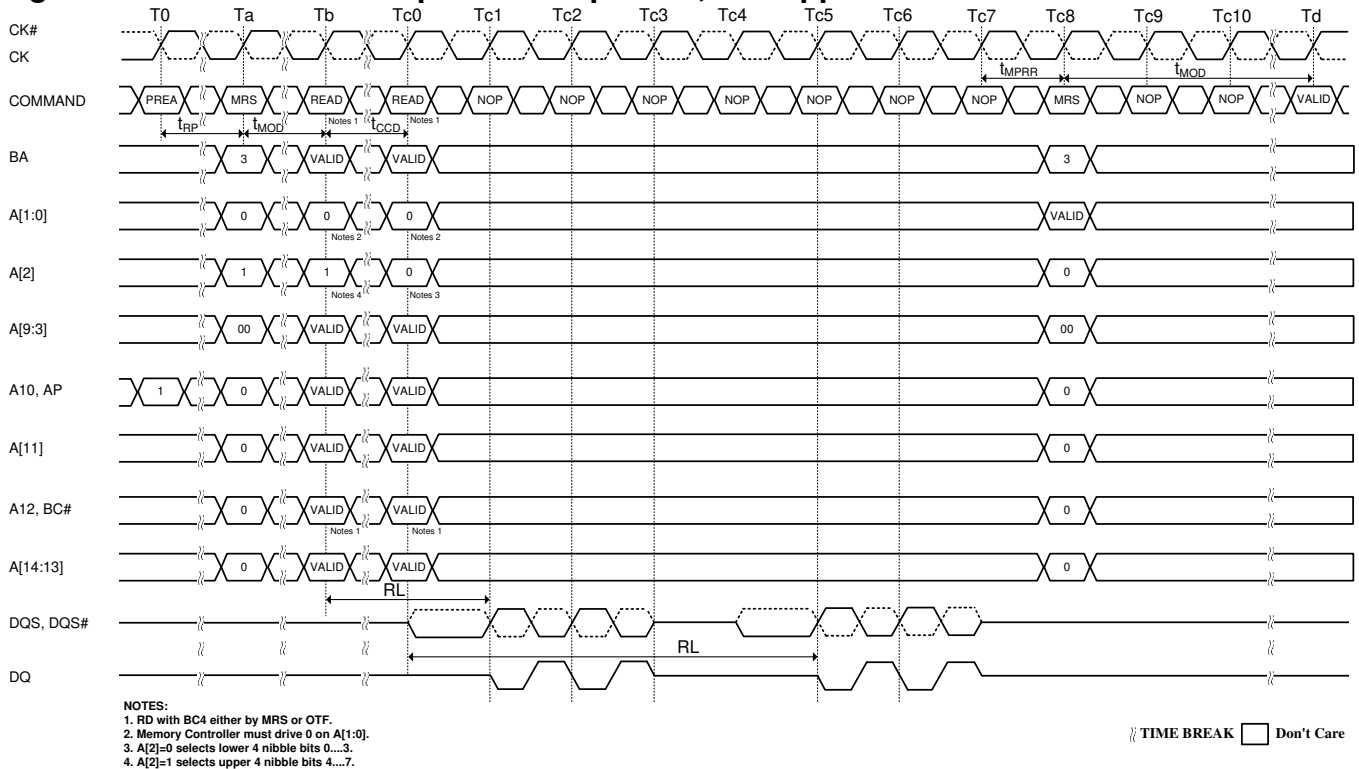 T0 Ta Tb Tc0 Tc1 Tc2 Tc3 Tc4 Tc5 Tc6 Tc7 Tc8 Tc9 Tc10 Td
CK#
CK
tMPRR tMOD
COMMAND PREA MRS READ READ NOP NOP NOP NOP NOP NOP NOP MRS NOP NOP VALID
Notes 1 Notes 1
tRP tMOD tCCD
BA 3 VALID VALID 3
A[1:0] 0 0 0 VALID
Notes 2 Notes 2
A[2] 1 1 0 0
Notes 4 Notes 3
A[9:3] 00 VALID VALID 00
A10, AP 1 0 VALID VALID 0
A[11] 0 VALID VALID 0
A12, BC# 0 VALID VALID 0
Notes 1 Notes 1
A[14:13] 0 VALID VALID 0
RL
DQS, DQS#
RL
DQ
NOTES:
1. RD with BC4 either by MRS or OTF.
2. Memory Controller must drive 0 on A[1:0].
3. A[2]=0 selects lower 4 nibble bits 0....3.
4. A[2]=1 selects upper 4 nibble bits 4....7.
TIME BREAK Don't Care